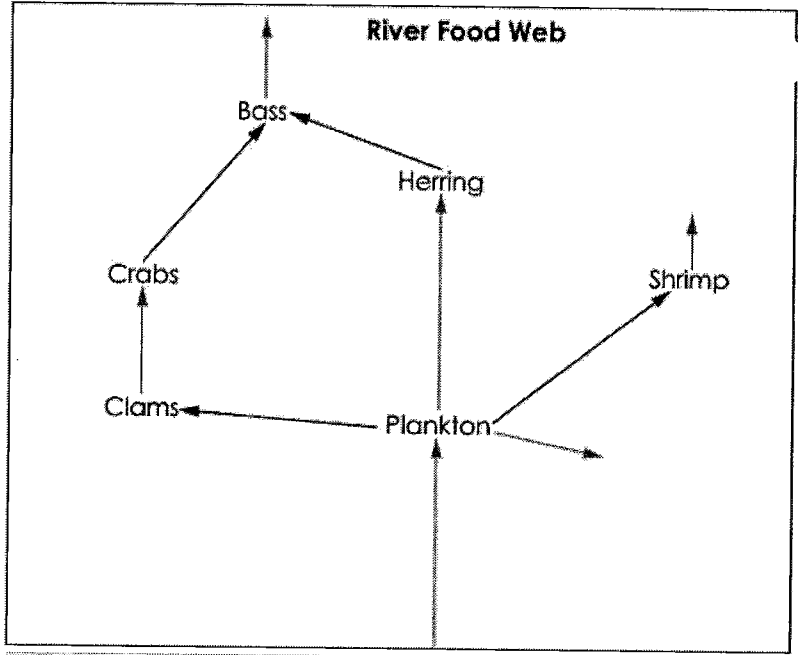 River Food Web
Bass
Herring
Crabs
Shrimp
Clams
Plankton